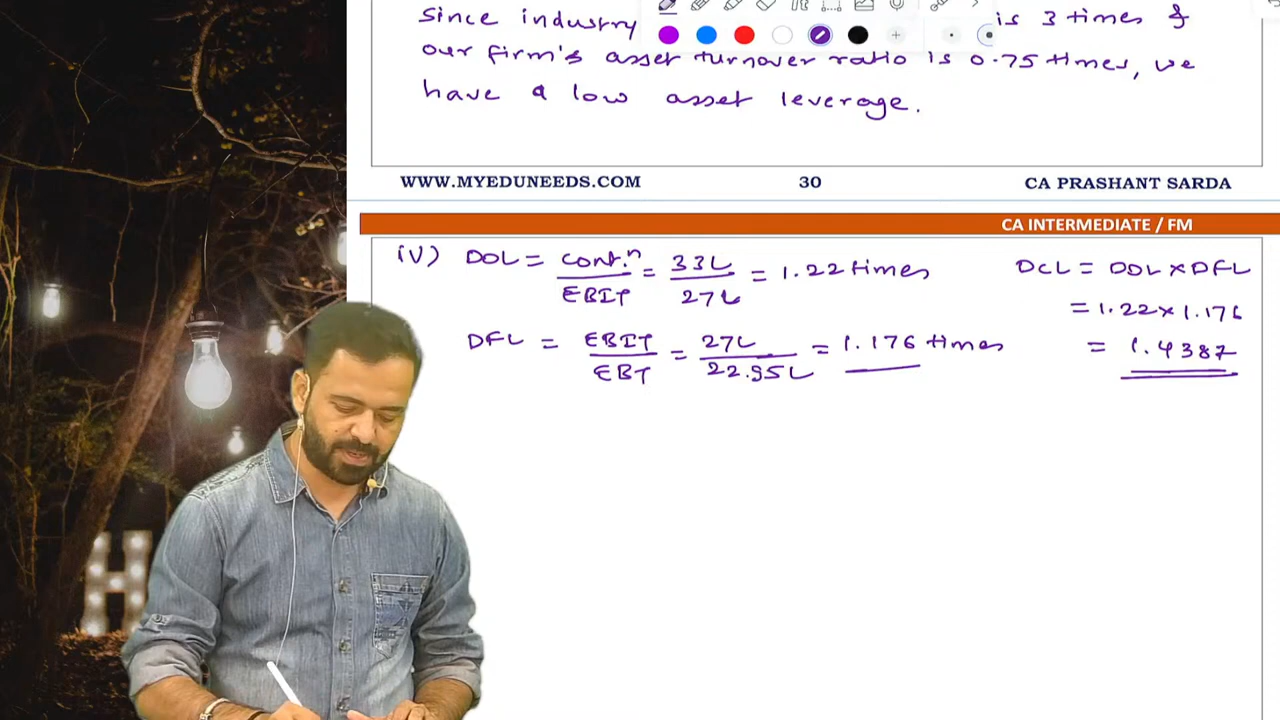 Since industry is 3 times &
our firm's asset turnover ratio is 0.75 times, we
have a low asset leverage.
WWW.MYEDUNEEDS.COM 30 CA PRASHANT SARDA
CA INTERMEDIATE / FM
(iv) DOL = Cont.ⁿ / EBIT = 33L / 27L = 1.22 times
DFL = EBIT / EBT = 27L / 22.95L = 1.176 times
DCL = DOL × DFL
= 1.22 × 1.176
= 1.4387
H